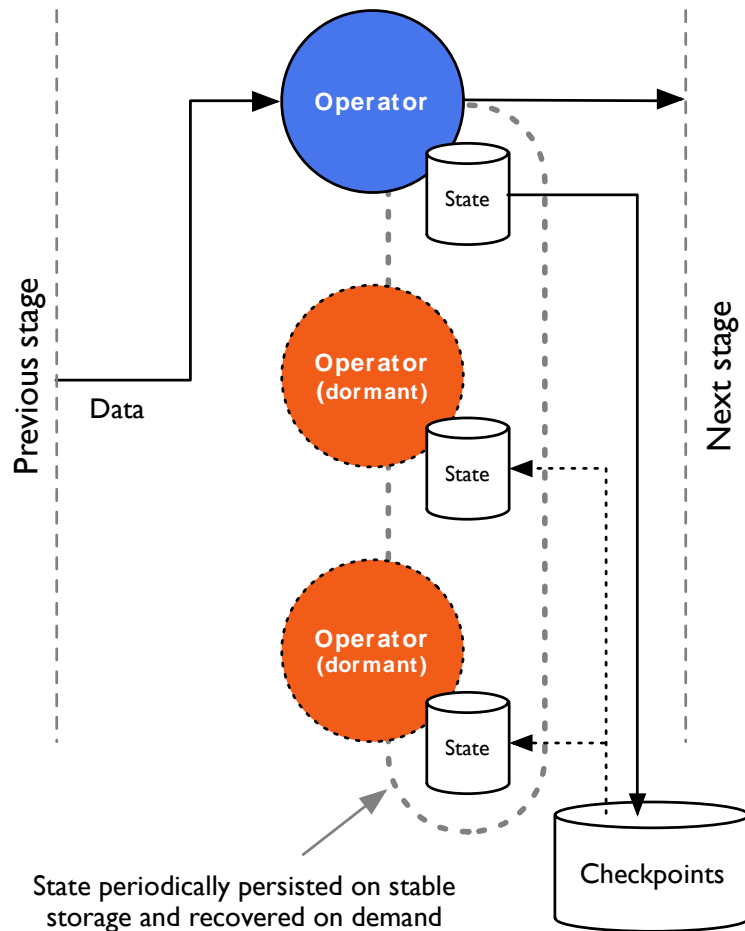 Operator
State
Previous stage
Next stage
Operator
(dormant)
Data
State
Operator
(dormant)
State
Checkpoints
State periodically persisted on stable
storage and recovered on demand